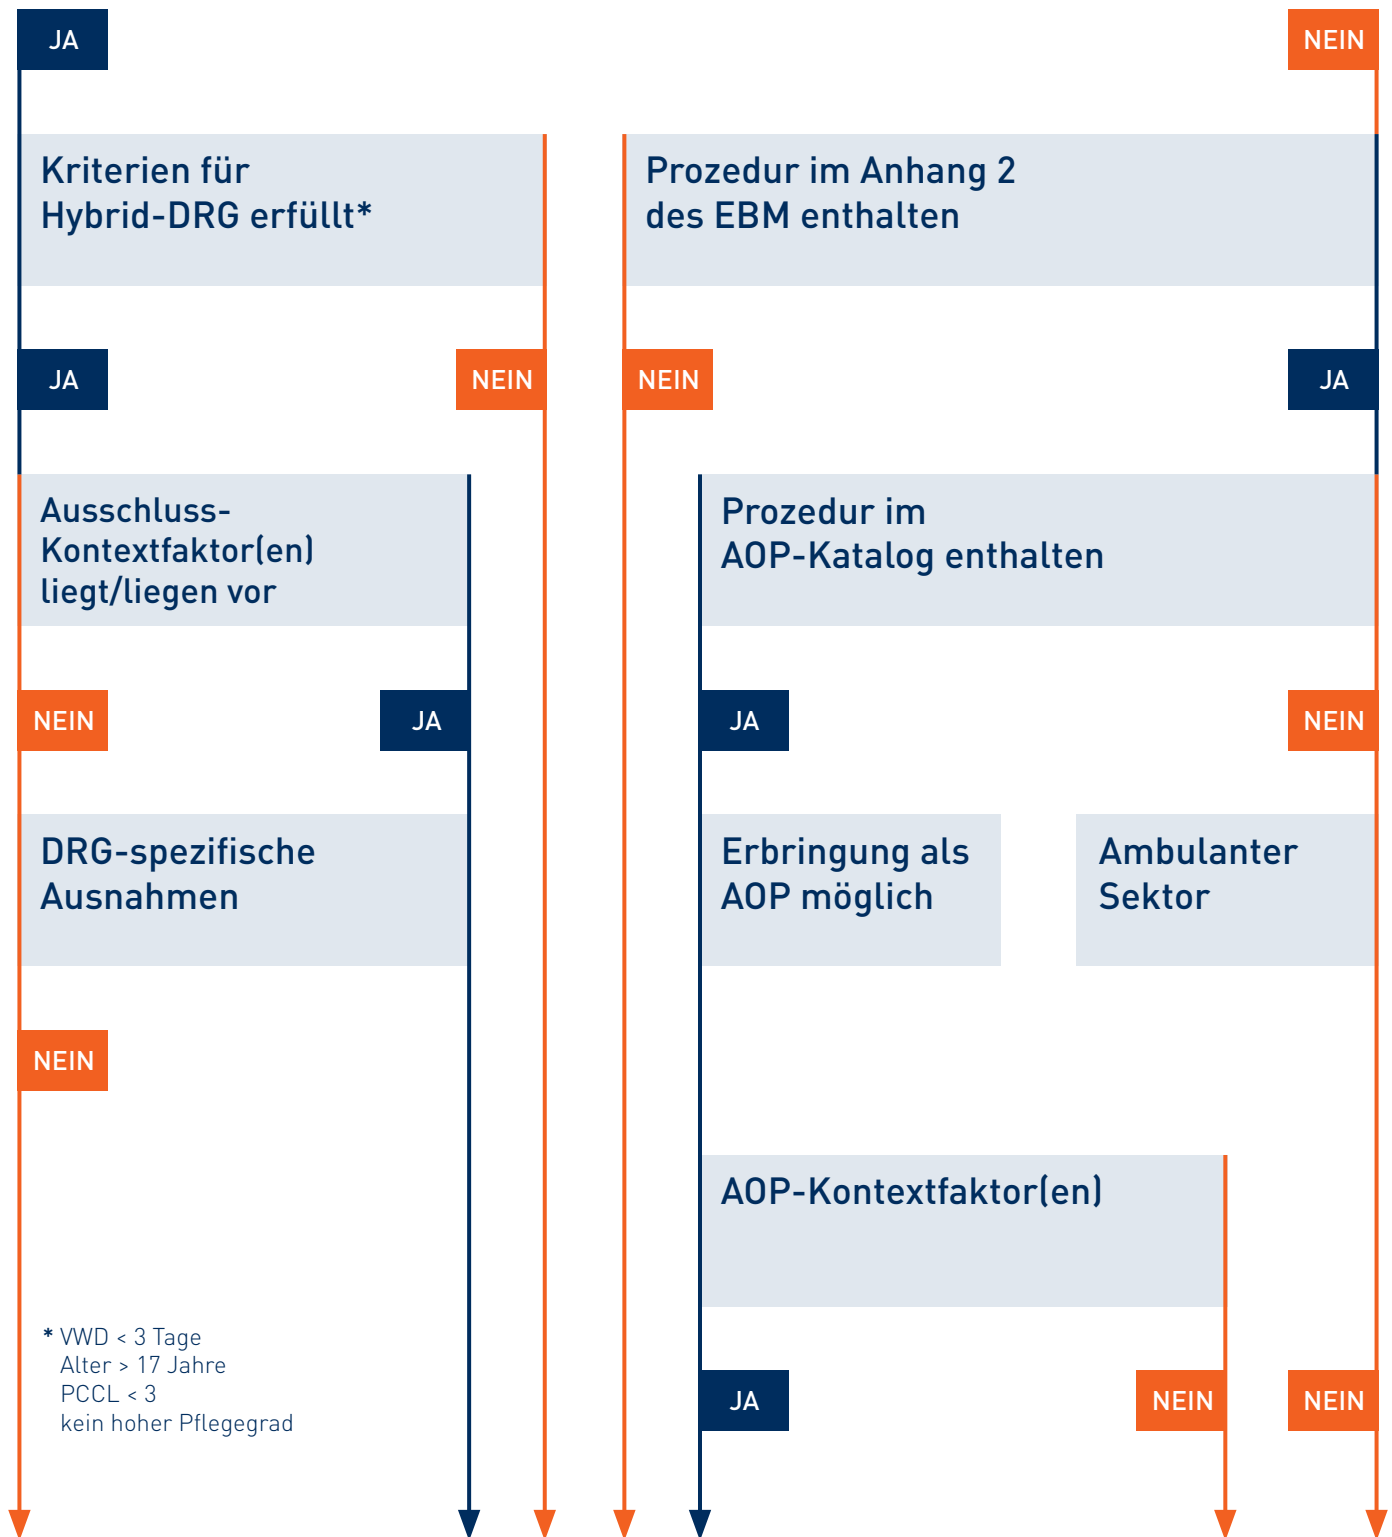 JA
NEIN
Kriterien für
Hybrid-DRG erfüllt*
Prozedur im Anhang 2
des EBM enthalten
JA
NEIN
NEIN
JA
Ausschluss-
Kontextfaktor(en)
liegt/liegen vor
Prozedur im
AOP-Katalog enthalten
NEIN
JA
JA
NEIN
DRG-spezifische
Ausnahmen
Erbringung als
AOP möglich
Ambulanter
Sektor
NEIN
AOP-Kontextfaktor(en)
* VWD < 3 Tage
Alter > 17 Jahre
PCCL < 3
kein hoher Pflegegrad
JA
NEIN
NEIN